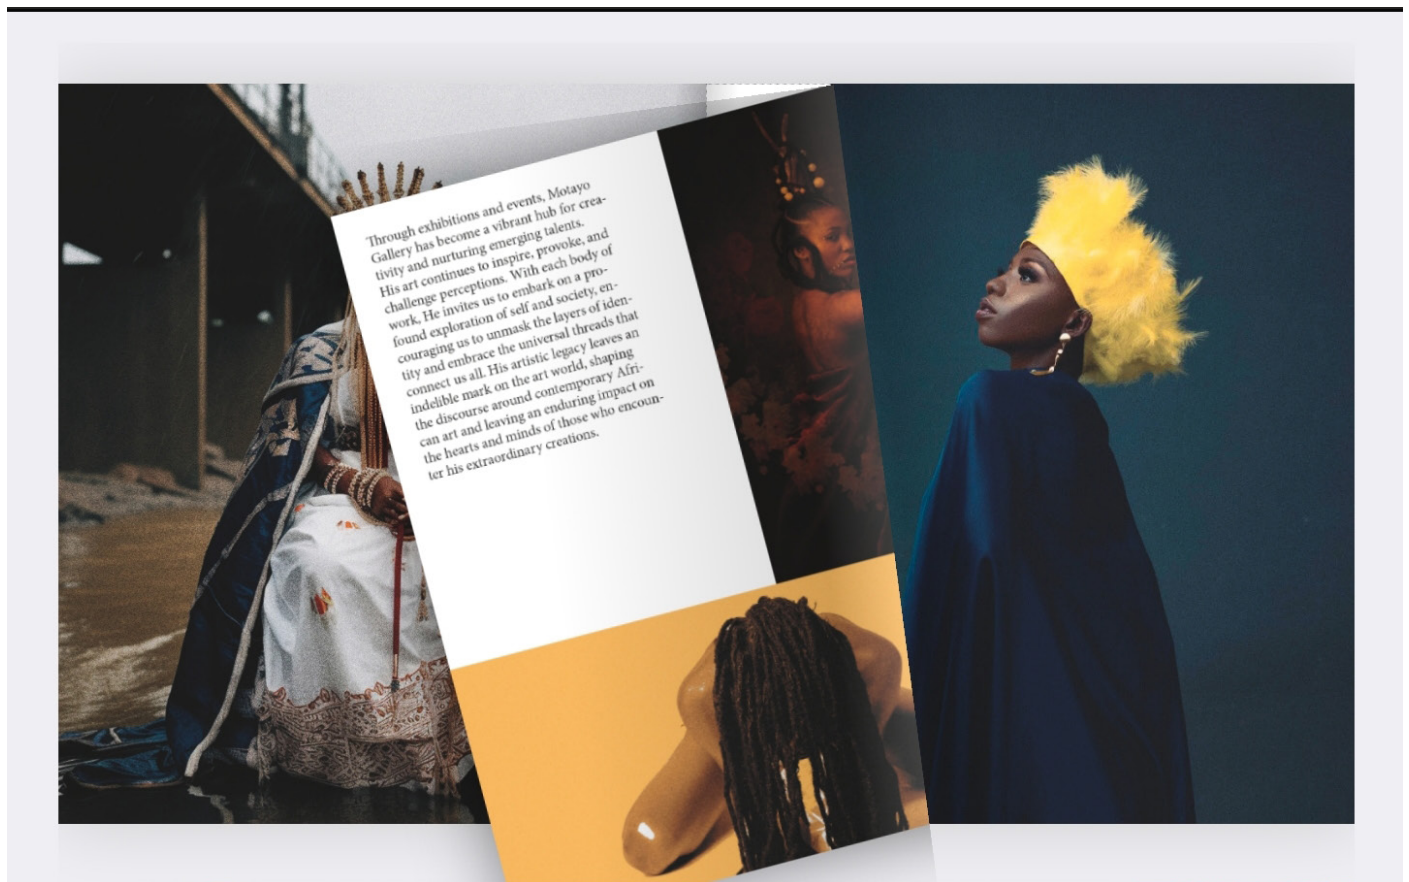 Through exhibitions and events, Motayo
Gallery has become a vibrant hub for crea-
tivity and nurturing emerging talents.
His art continues to inspire, provoke, and
challenge perceptions. With each body of
work, He invites us to embark on a pro-
found exploration of self and society, en-
couraging us to unmask the layers of iden-
tity and embrace the universal threads that
connect us all. His artistic legacy leaves an
indelible mark on the art world, shaping
the discourse around contemporary Afri-
can art and leaving an enduring impact on
the hearts and minds of those who encoun-
ter his extraordinary creations.